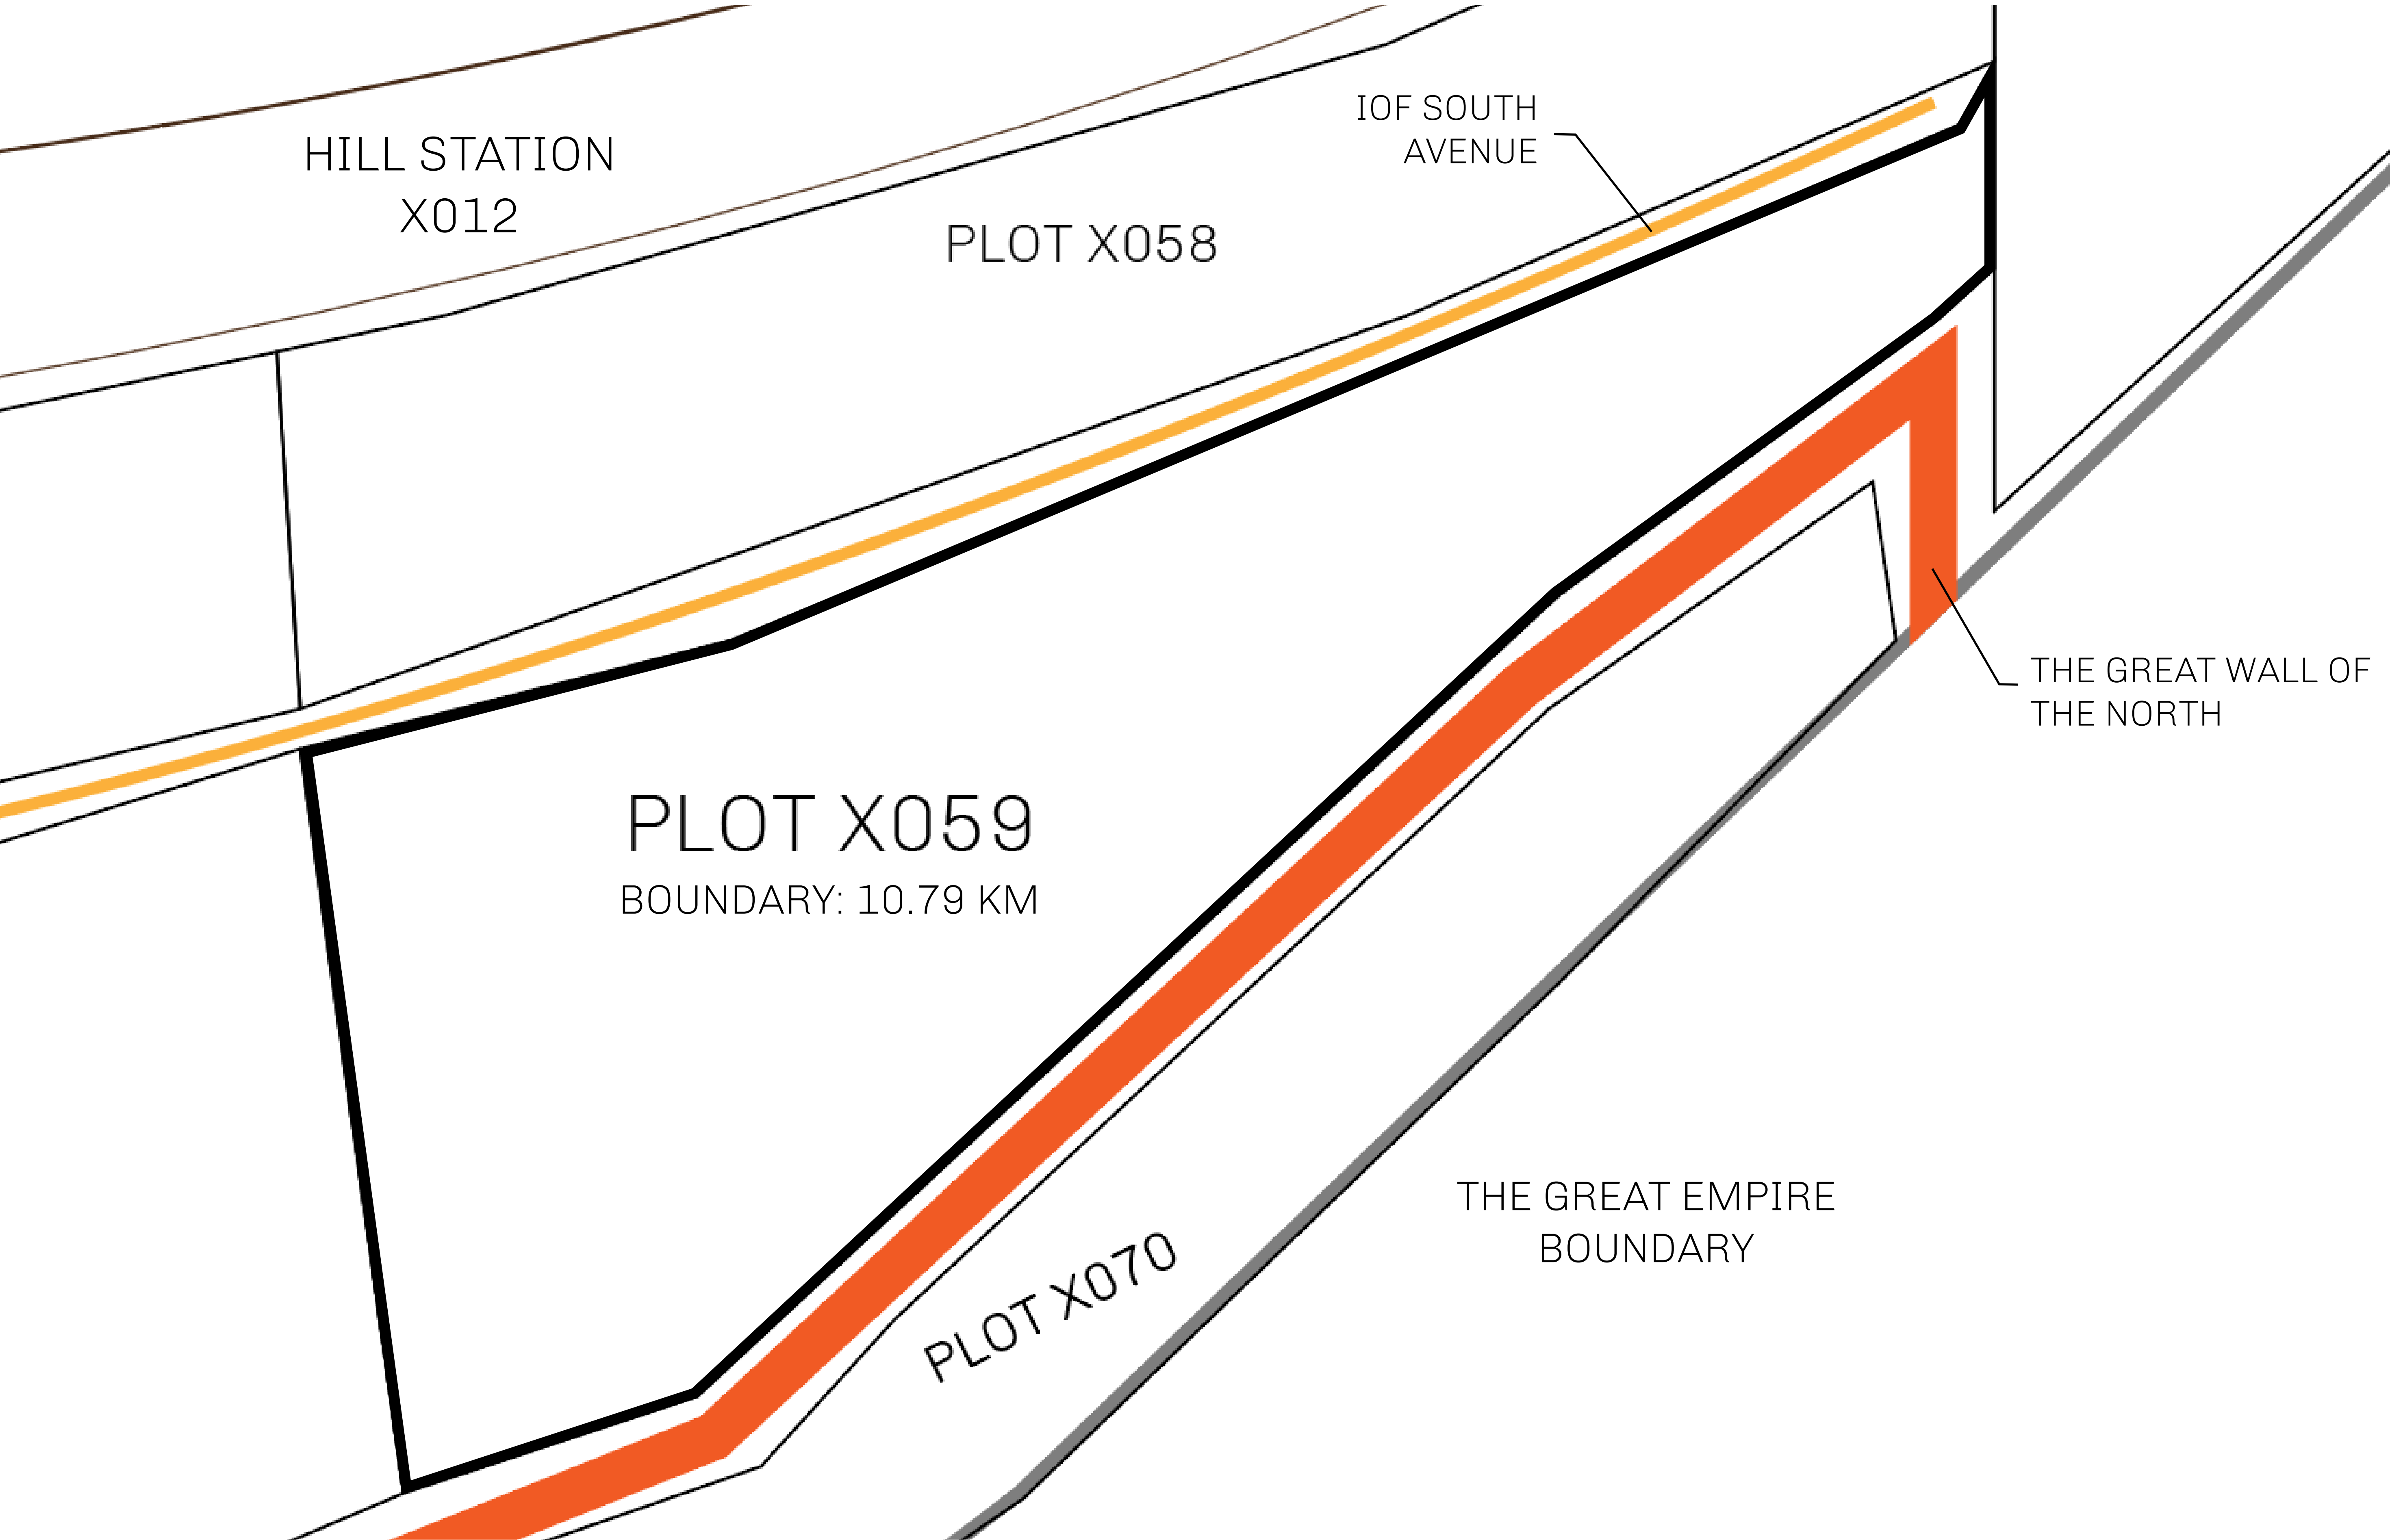 IOF SOUTH
AVENUE
HILL STATION
X012
PLOT X058
THE GREAT WALL OF
THE NORTH
PLOT X059
BOUNDARY: 10.79 KM
PLOT X070
THE GREAT EMPIRE
BOUNDARY